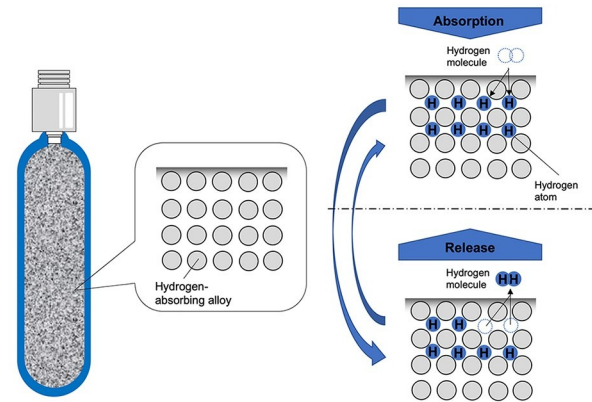 Absorption
Hydrogen
molecule
H H H H
H H H H
Hydrogen
atom
Hydrogen-
absorbing alloy
Release
Hydrogen
molecule
HH
H H
H H H H